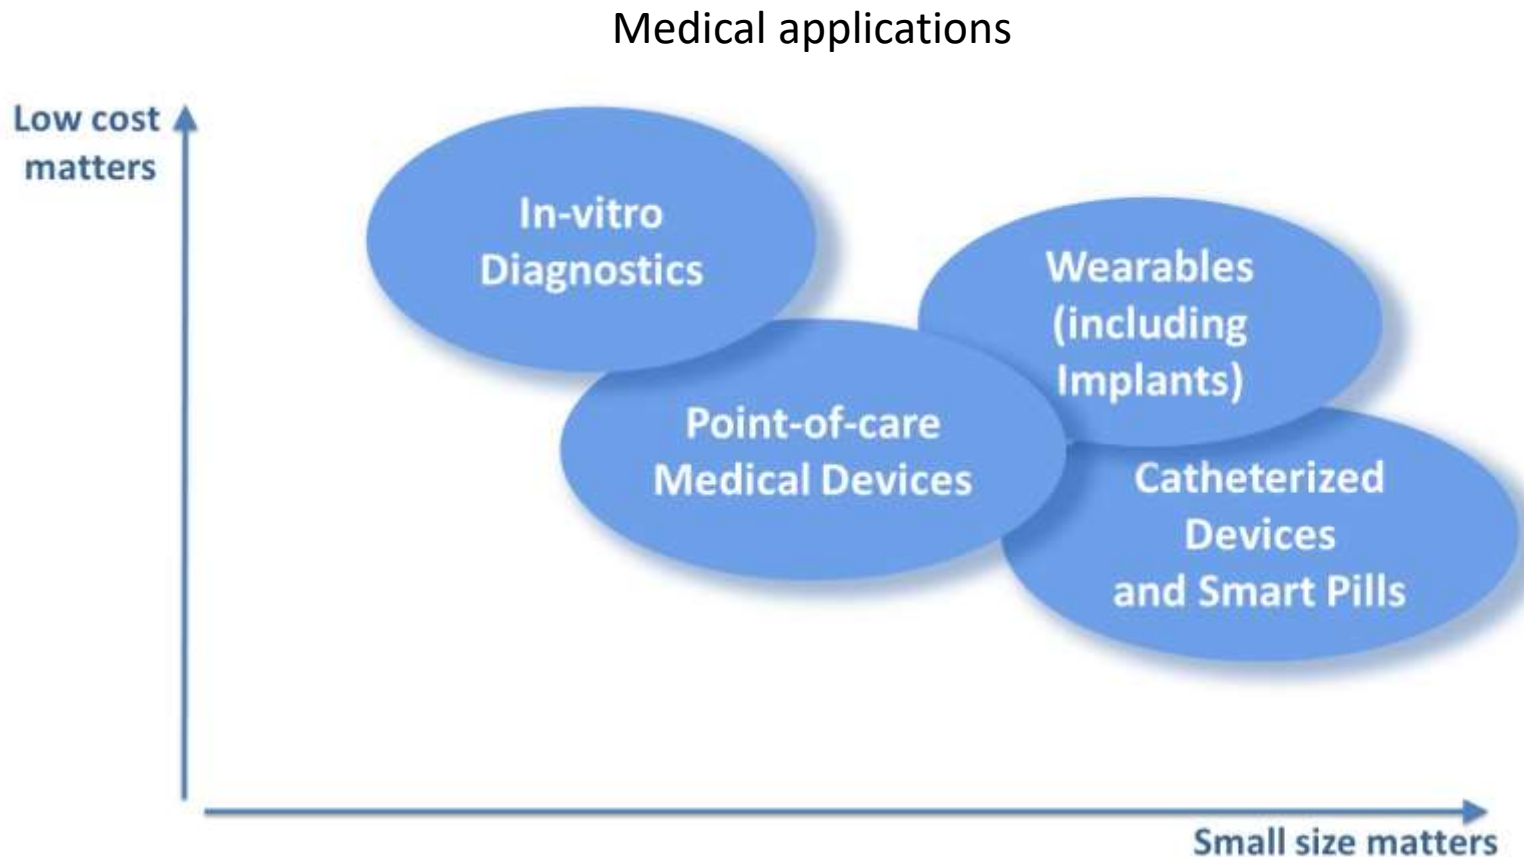 Medical applications
Low cost
matters
In-vitro
Diagnostics
Wearables
(including
Implants)
Point-of-care
Medical Devices
Catheterized
Devices
and Smart Pills
Small size matters